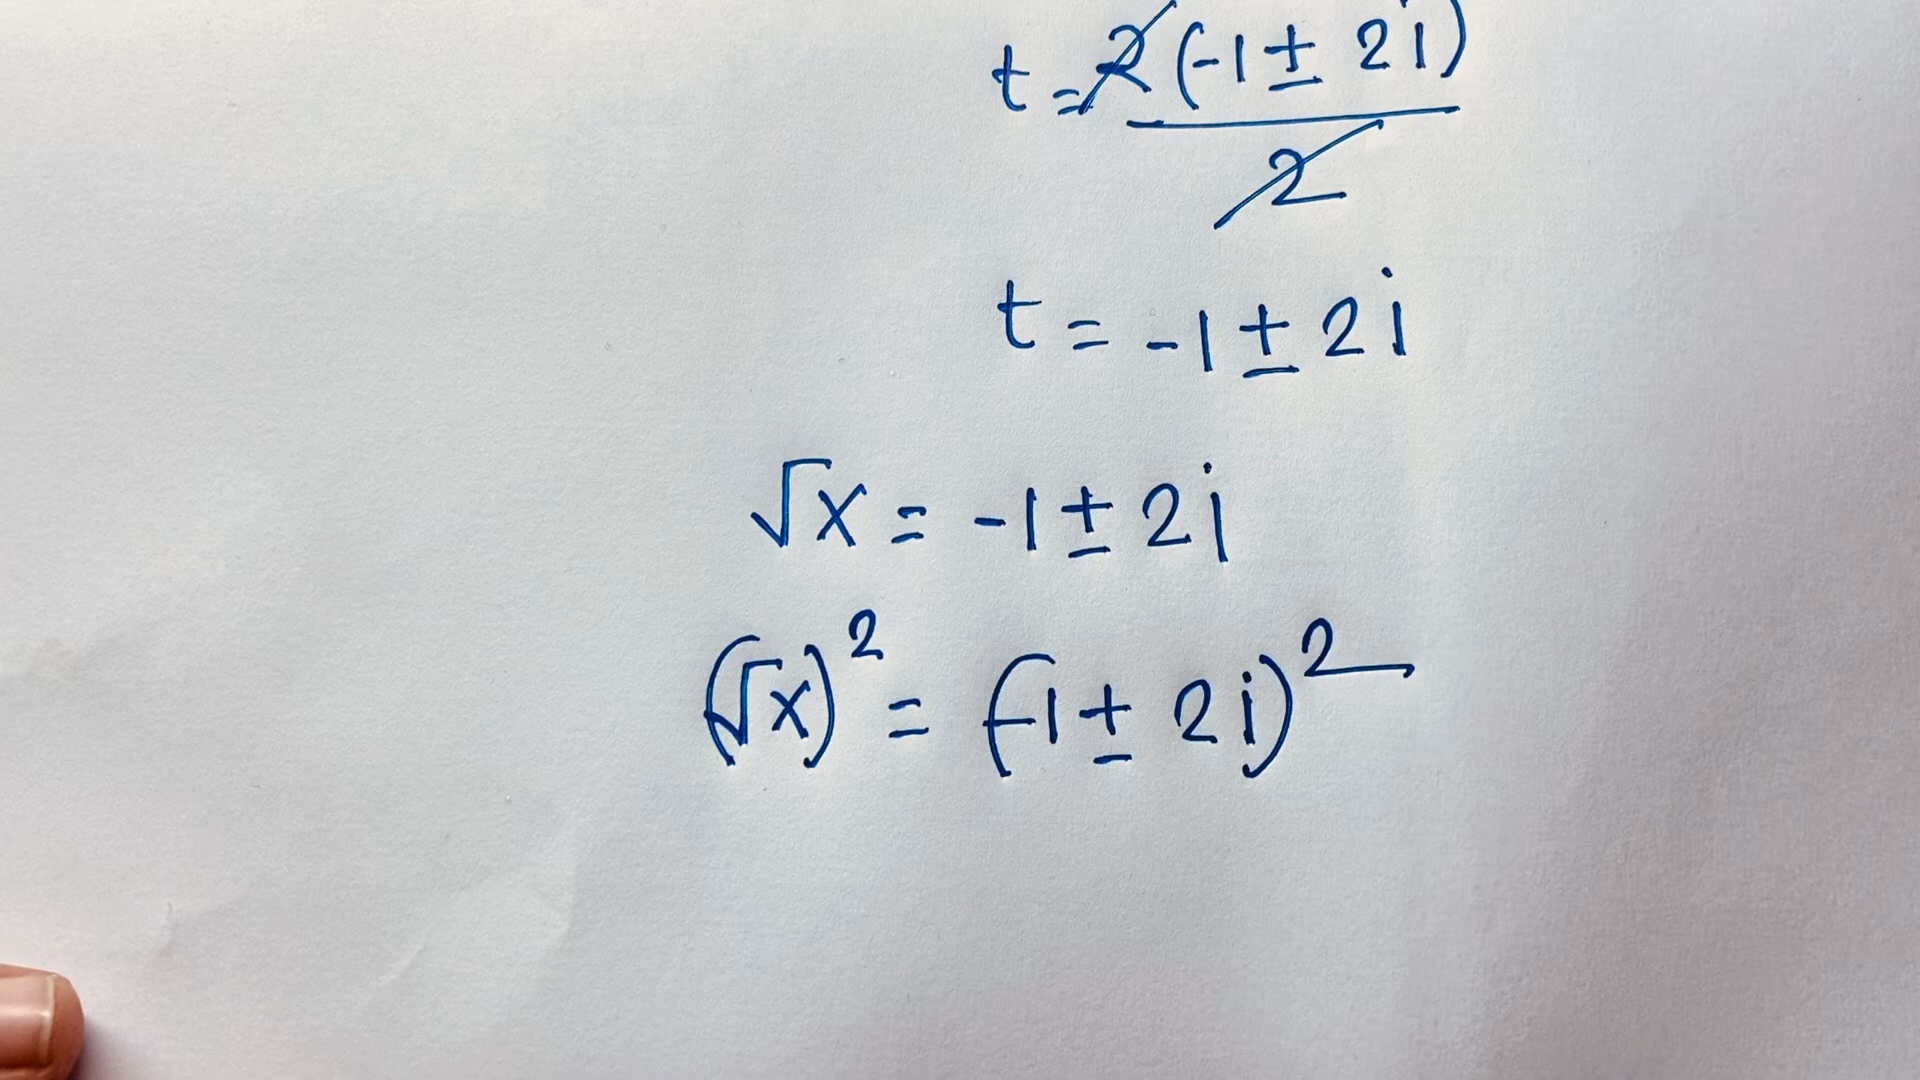 t = 2(-1 ± 2i)
2
t = -1 ± 2i
√x = -1 ± 2i
(√x)² = (-1 ± 2i)²